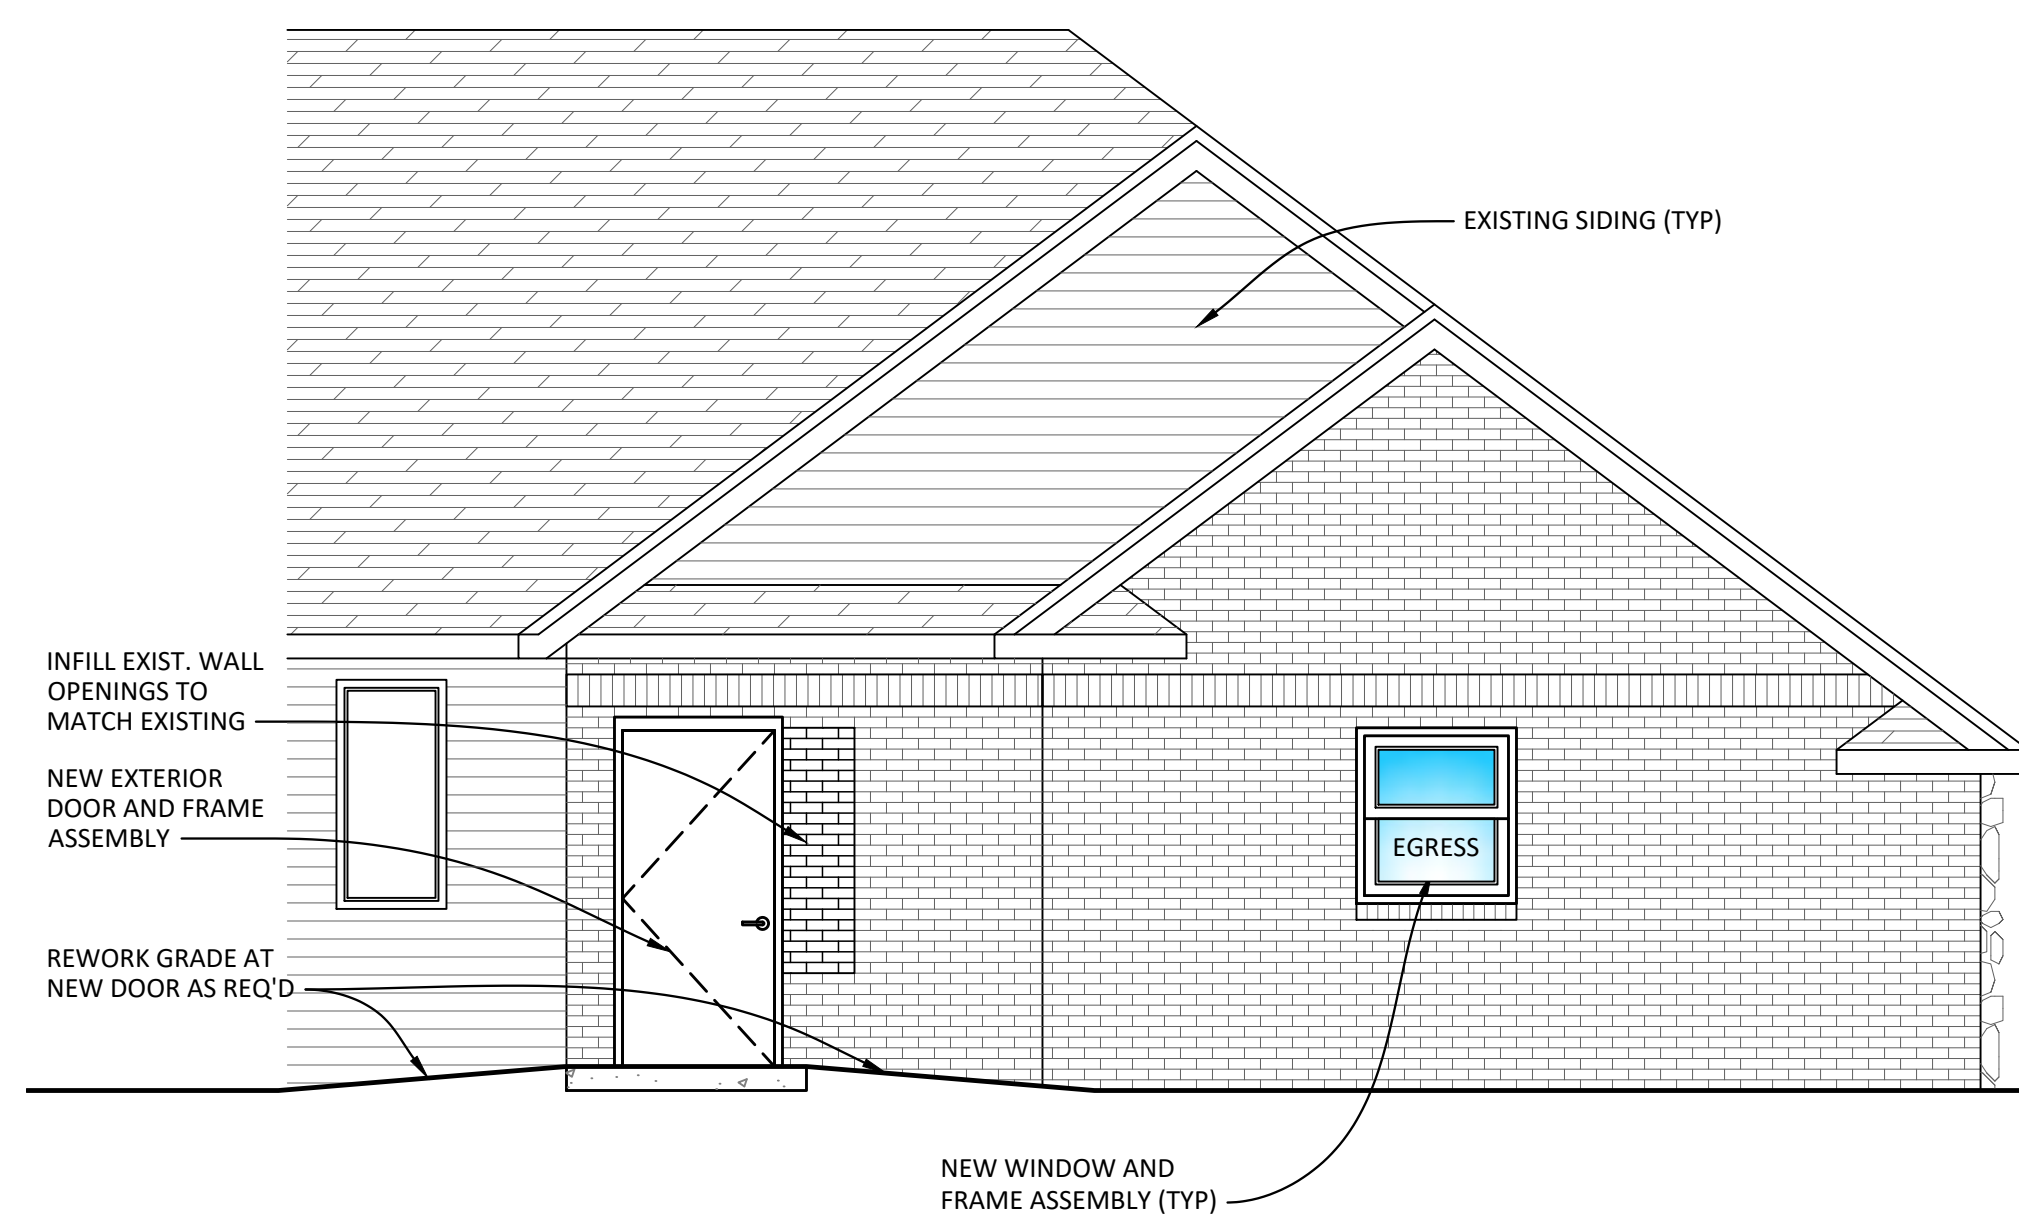 EXISTING SIDING (TYP)
INFILL EXIST. WALL
OPENINGS TO
MATCH EXISTING
NEW EXTERIOR
DOOR AND FRAME
ASSEMBLY
EGRESS
REWORK GRADE AT
NEW DOOR AS REQ'D
NEW WINDOW AND
FRAME ASSEMBLY (TYP)